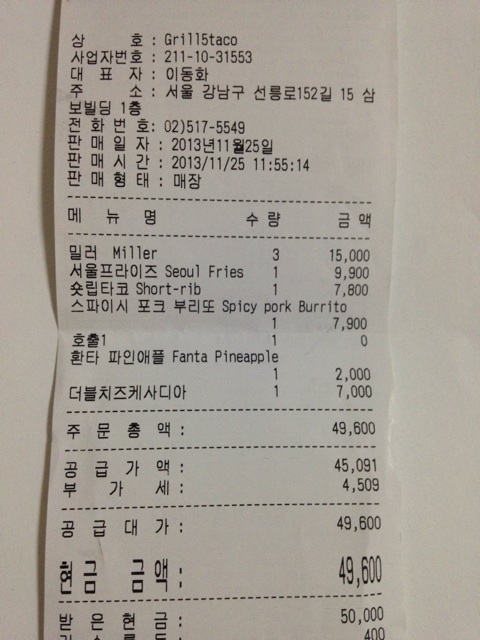 상 호 : Grill5taco
사업자번호 : 211-10-31553
대 표 자 : 이동화
주 소 : 서울 강남구 선릉로152길 15 삼
보빌딩 1층
전 화 번 호: 02)517-5549
판 매 일 자 : 2013년11월25일
판 매 시 간 : 2013/11/25 11:55:14
판 매 형 태 : 매장
메 뉴 명 수 량 금 액
밀러 Miller 3 15,000
서울프라이즈 Seoul Fries 1 9,900
숏립타코 Short-rib 1 7,800
스파이시 포크 부리또 Spicy pork Burrito
1 7,900
호출1 1 0
환타 파인애플 Fanta Pineapple
1 2,000
더블치즈케사디아 1 7,000
주 문 총 액 : 49,600
공 급 가 액 : 45,091
부 가 세 : 4,509
공 급 대 가 : 49,600
현금 금액 : 49,600
받 은 현 금 : 50,000
400